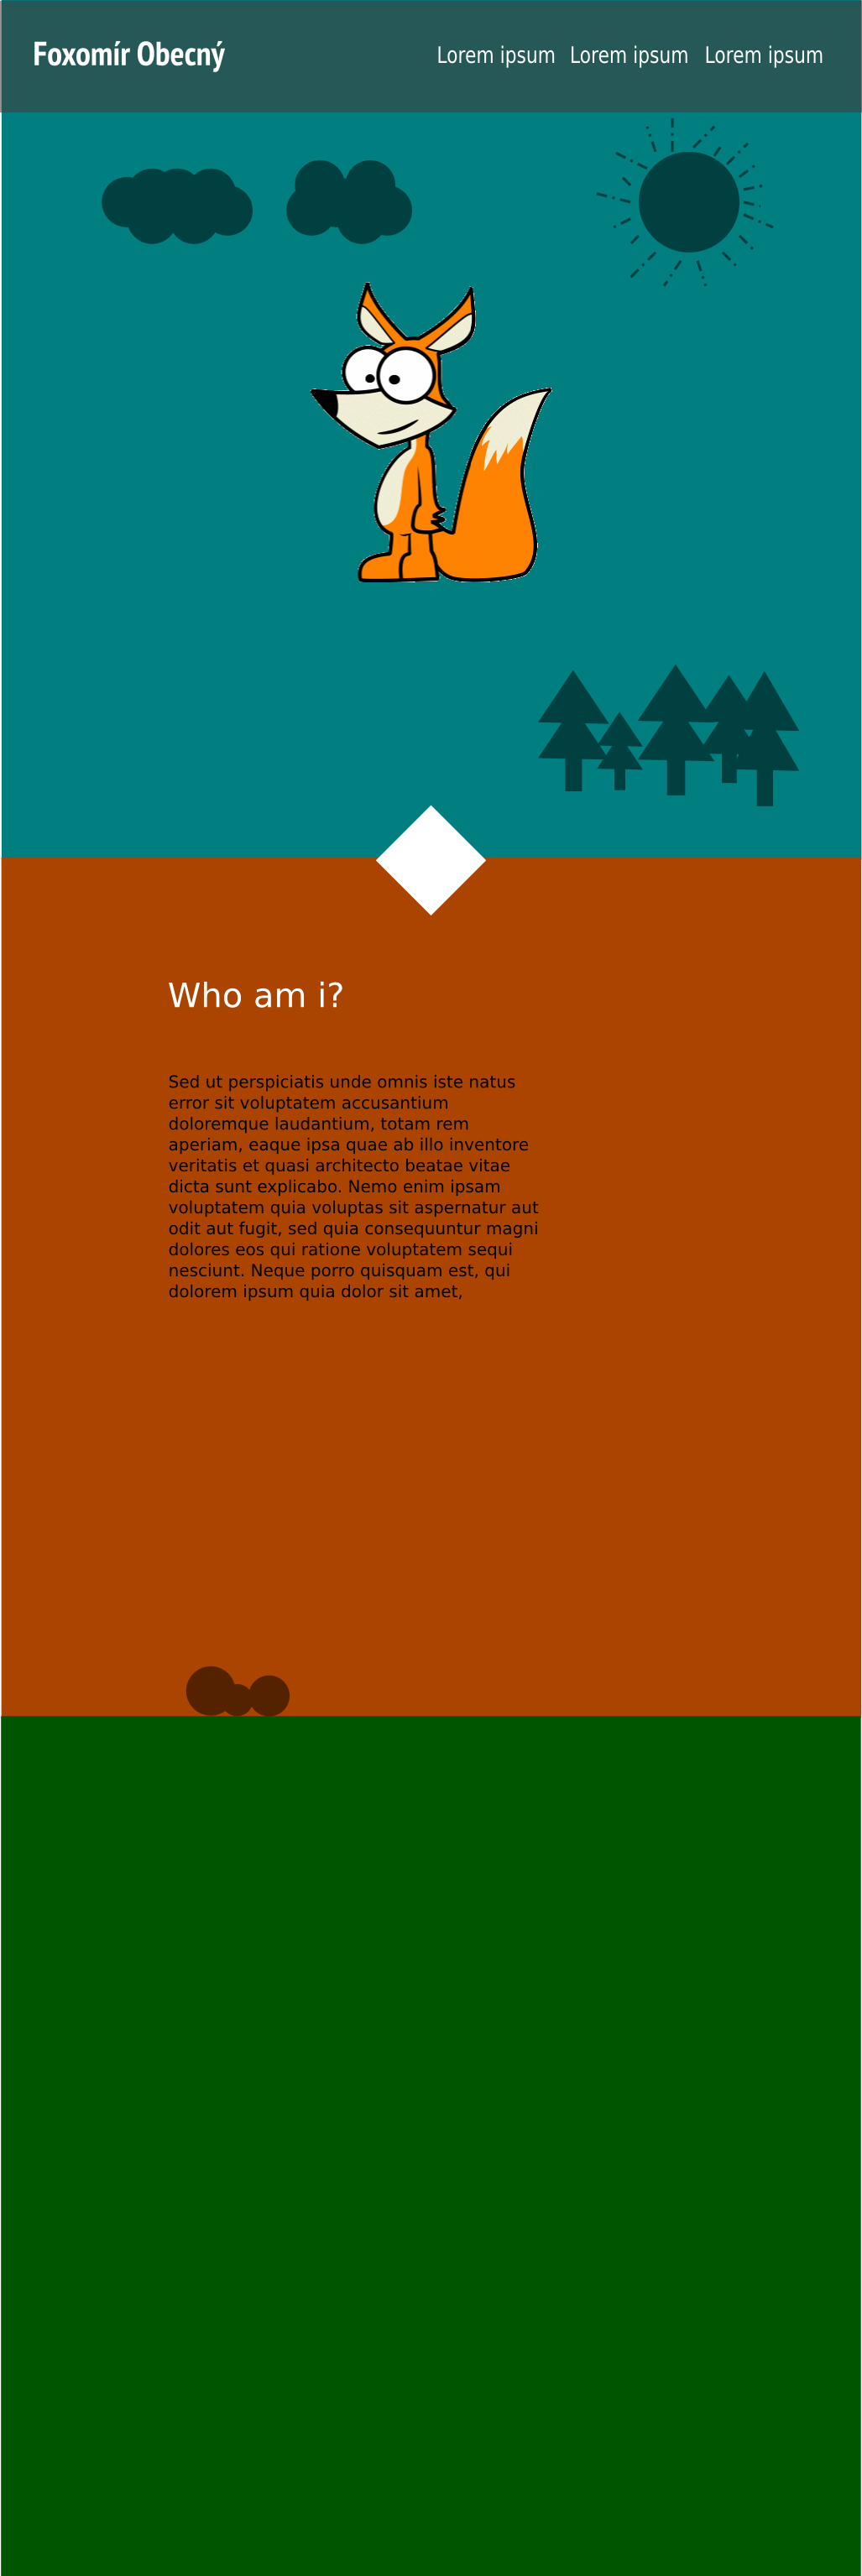 Foxomír Obecný
Lorem ipsum Lorem ipsum Lorem ipsum
Who am i?
Sed ut perspiciatis unde omnis iste natus
error sit voluptatem accusantium
doloremque laudantium, totam rem
aperiam, eaque ipsa quae ab illo inventore
veritatis et quasi architecto beatae vitae
dicta sunt explicabo. Nemo enim ipsam
voluptatem quia voluptas sit aspernatur aut
odit aut fugit, sed quia consequuntur magni
dolores eos qui ratione voluptatem sequi
nesciunt. Neque porro quisquam est, qui
dolorem ipsum quia dolor sit amet,